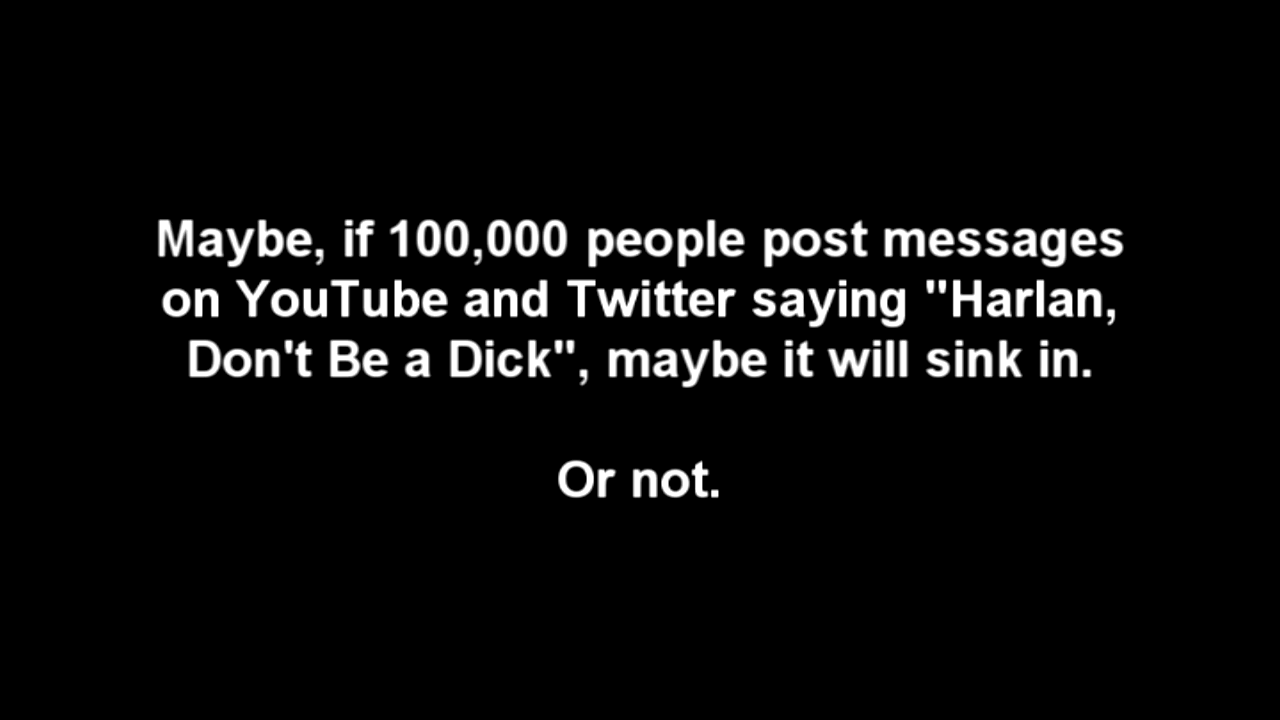 Maybe, if 100,000 people post messages
on YouTube and Twitter saying "Harlan,
Don't Be a Dick", maybe it will sink in.
Or not.